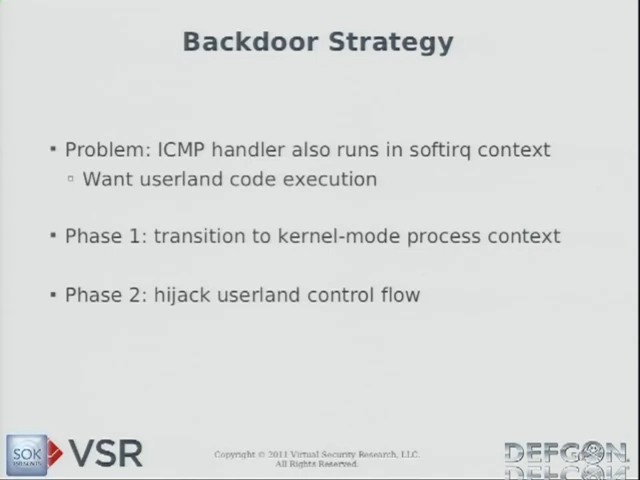 Backdoor Strategy
▪ Problem: ICMP handler also runs in softirq context
▫ Want userland code execution
▪ Phase 1: transition to kernel-mode process context
▪ Phase 2: hijack userland control flow
SOK
PRESENTS
VSR
Copyright © 2011 Virtual Security Research, LLC.
All Rights Reserved.
DEFCON